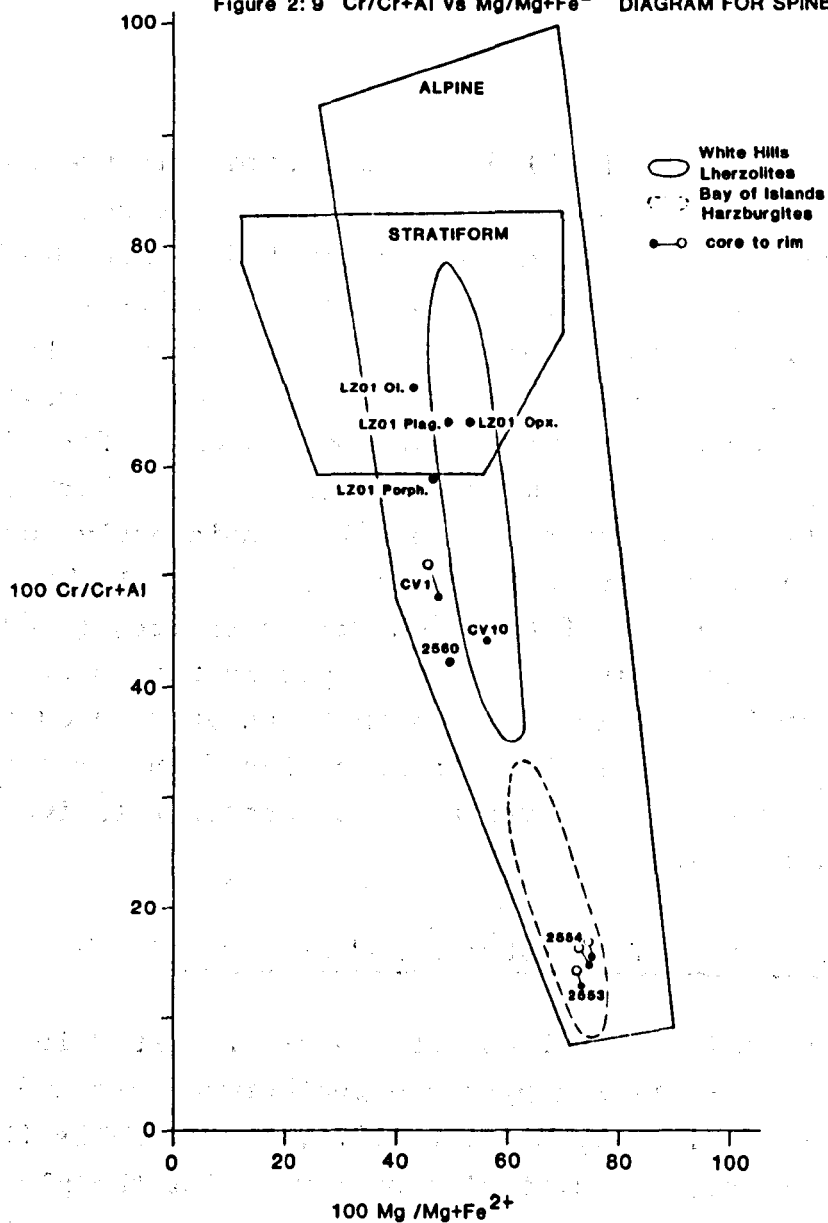 Figure 2:9 Cr/Cr+Al vs Mg/Mg+Fe DIAGRAM FOR SPINE
100
ALPINE
White Hills
Lherzolites
Bay of Islands
Harzburgites
core to rim
80
STRATIFORM
LZ01 Ol.
LZ01 Plag.
LZ01 Opx.
60
LZ01 Porph.
100 Cr/Cr+Al
CV1
CV10
2560
40
20
2554
2553
0
0 20 40 60 80 100
100 Mg /Mg+Fe²⁺